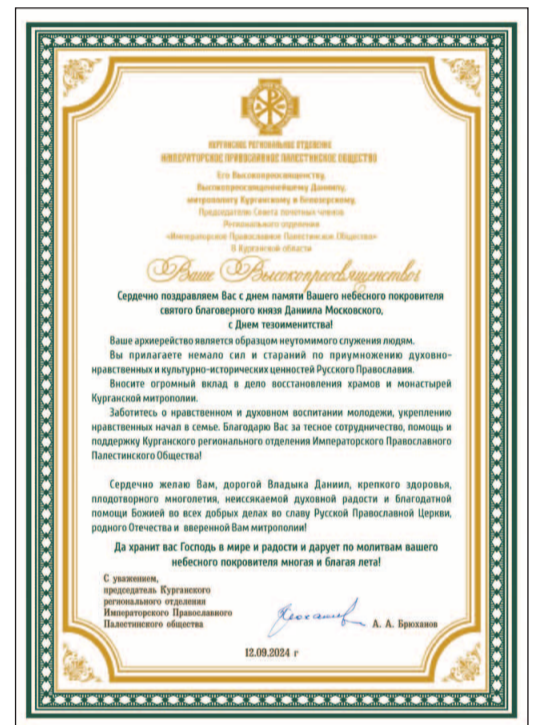 КУРГАНСКОЕ РЕГИОНАЛЬНОЕ ОТДЕЛЕНИЕ
ИМПЕРАТОРСКОЕ ПРАВОСЛАВНОЕ ПАЛЕСТИНСКОЕ ОБЩЕСТВО
Его Высокопреосвященству,
Высокопреосвященнейшему Даниилу,
митрополиту Курганскому и Белозерскому,
Председателю Совета почетных членов
Регионального отделения
«Императорское Православное Палестинское Общество»
В Курганской области
Ваше Высокопреосвященство!
Сердечно поздравляем Вас с днем памяти Вашего небесного покровителя
святого благоверного князя Даниила Московского,
с Днем тезоименитства!
Ваше архиерейство является образцом неутомимого служения людям.
Вы прилагаете немало сил и стараний по приумножению духовно-
нравственных и культурно-исторических ценностей Русского Православия.
Вносите огромный вклад в дело восстановления храмов и монастырей
Курганской митрополии.
Заботитесь о нравственном и духовном воспитании молодежи, укреплению
нравственных начал в семье. Благодарю Вас за тесное сотрудничество, помощь и
поддержку Курганского регионального отделения Императорского Православного
Палестинского Общества!
Сердечно желаю Вам, дорогой Владыка Даниил, крепкого здоровья,
плодотворного многолетия, неиссякаемой духовной радости и благодатной
помощи Божией во всех добрых делах во славу Русской Православной Церкви,
родного Отечества и вверенной Вам митрополии!
Да хранит вас Господь в мире и радости и дарует по молитвам вашего
небесного покровителя многая и благая лета!
С уважением,
председатель Курганского
регионального отделения
Императорского Православного
Палестинского общества
А. А. Брюханов
12.09.2024 г